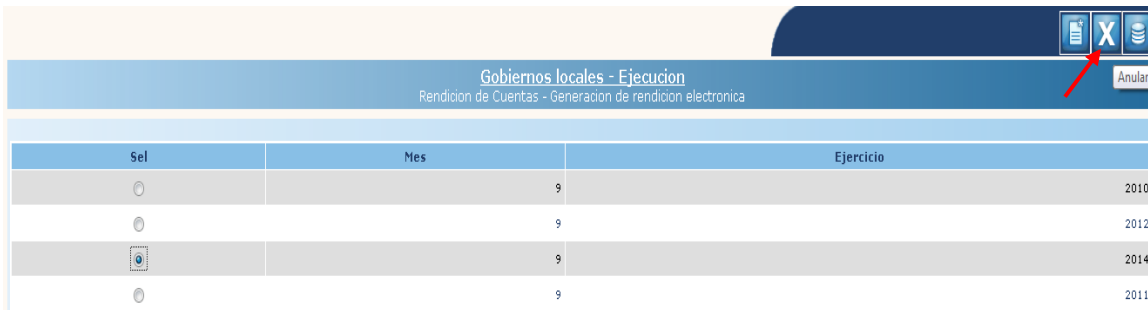 X
Gobiernos locales - Ejecucion
Anular
Rendicion de Cuentas - Generacion de rendicion electronica
Sel Mes Ejercicio
9 2010
9 2012
9 2014
9 2011